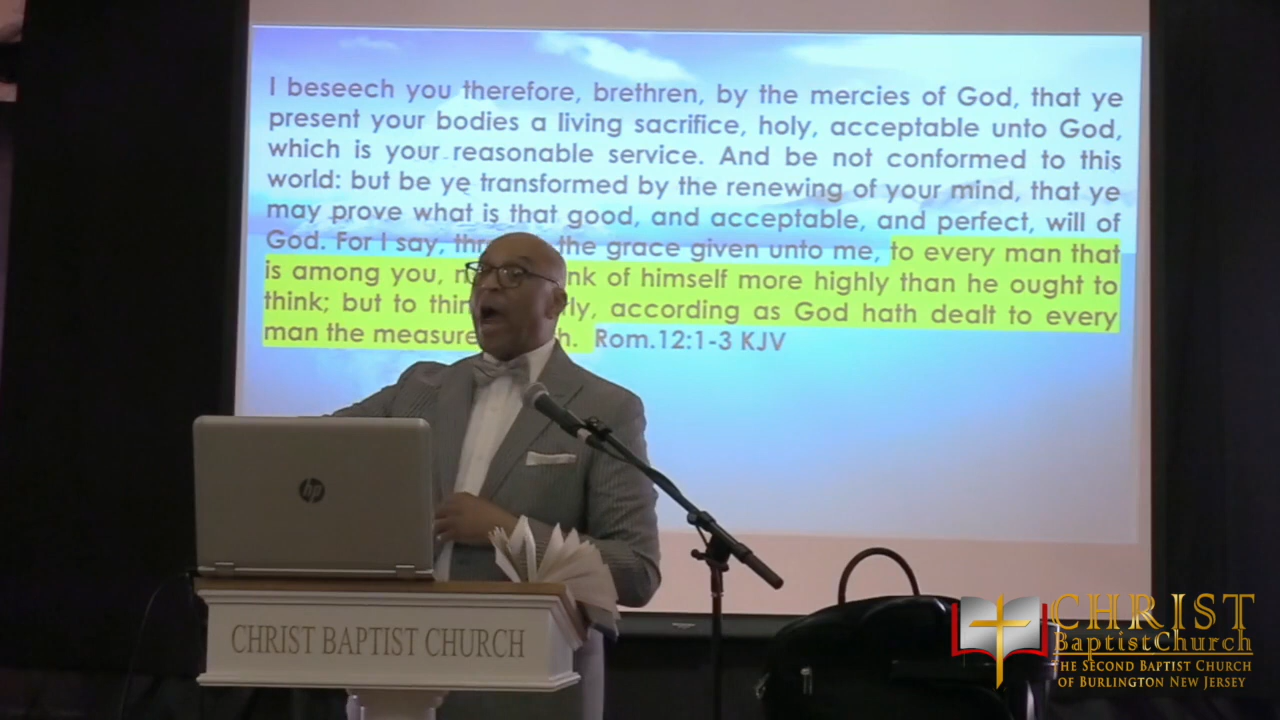 I beseech you therefore, brethren, by the mercies of God, that ye
present your bodies a living sacrifice, holy, acceptable unto God,
which is your reasonable service. And be not conformed to this
world: but be ye transformed by the renewing of your mind, that ye
may prove what is that good, and acceptable, and perfect, will of
God. For I say, the grace given unto me, to every man that
is among you, of himself more highly than he ought to
think; but to according as God hath dealt to every
man the measure Rom.12:1-3 KJV
hp
CHRIST BAPTIST CHURCH
CHRIST
Baptist Church
THE SECOND BAPTIST CHURCH
OF BURLINGTON NEW JERSEY